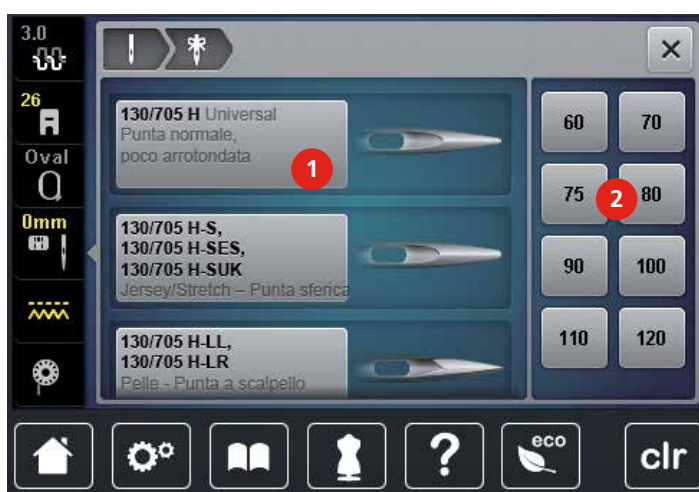 3.0
26
Oval
0mm
130/705 H Universal
Punta normale,
poco arrotondata
1
130/705 H-S,
130/705 H-SES,
130/705 H-SUK
Jersey/Stretch – Punta sferica
130/705 H-LL,
130/705 H-LR
Pelle - Punta a scalpello
60 70
75 2 80
90 100
110 120
? eco clr